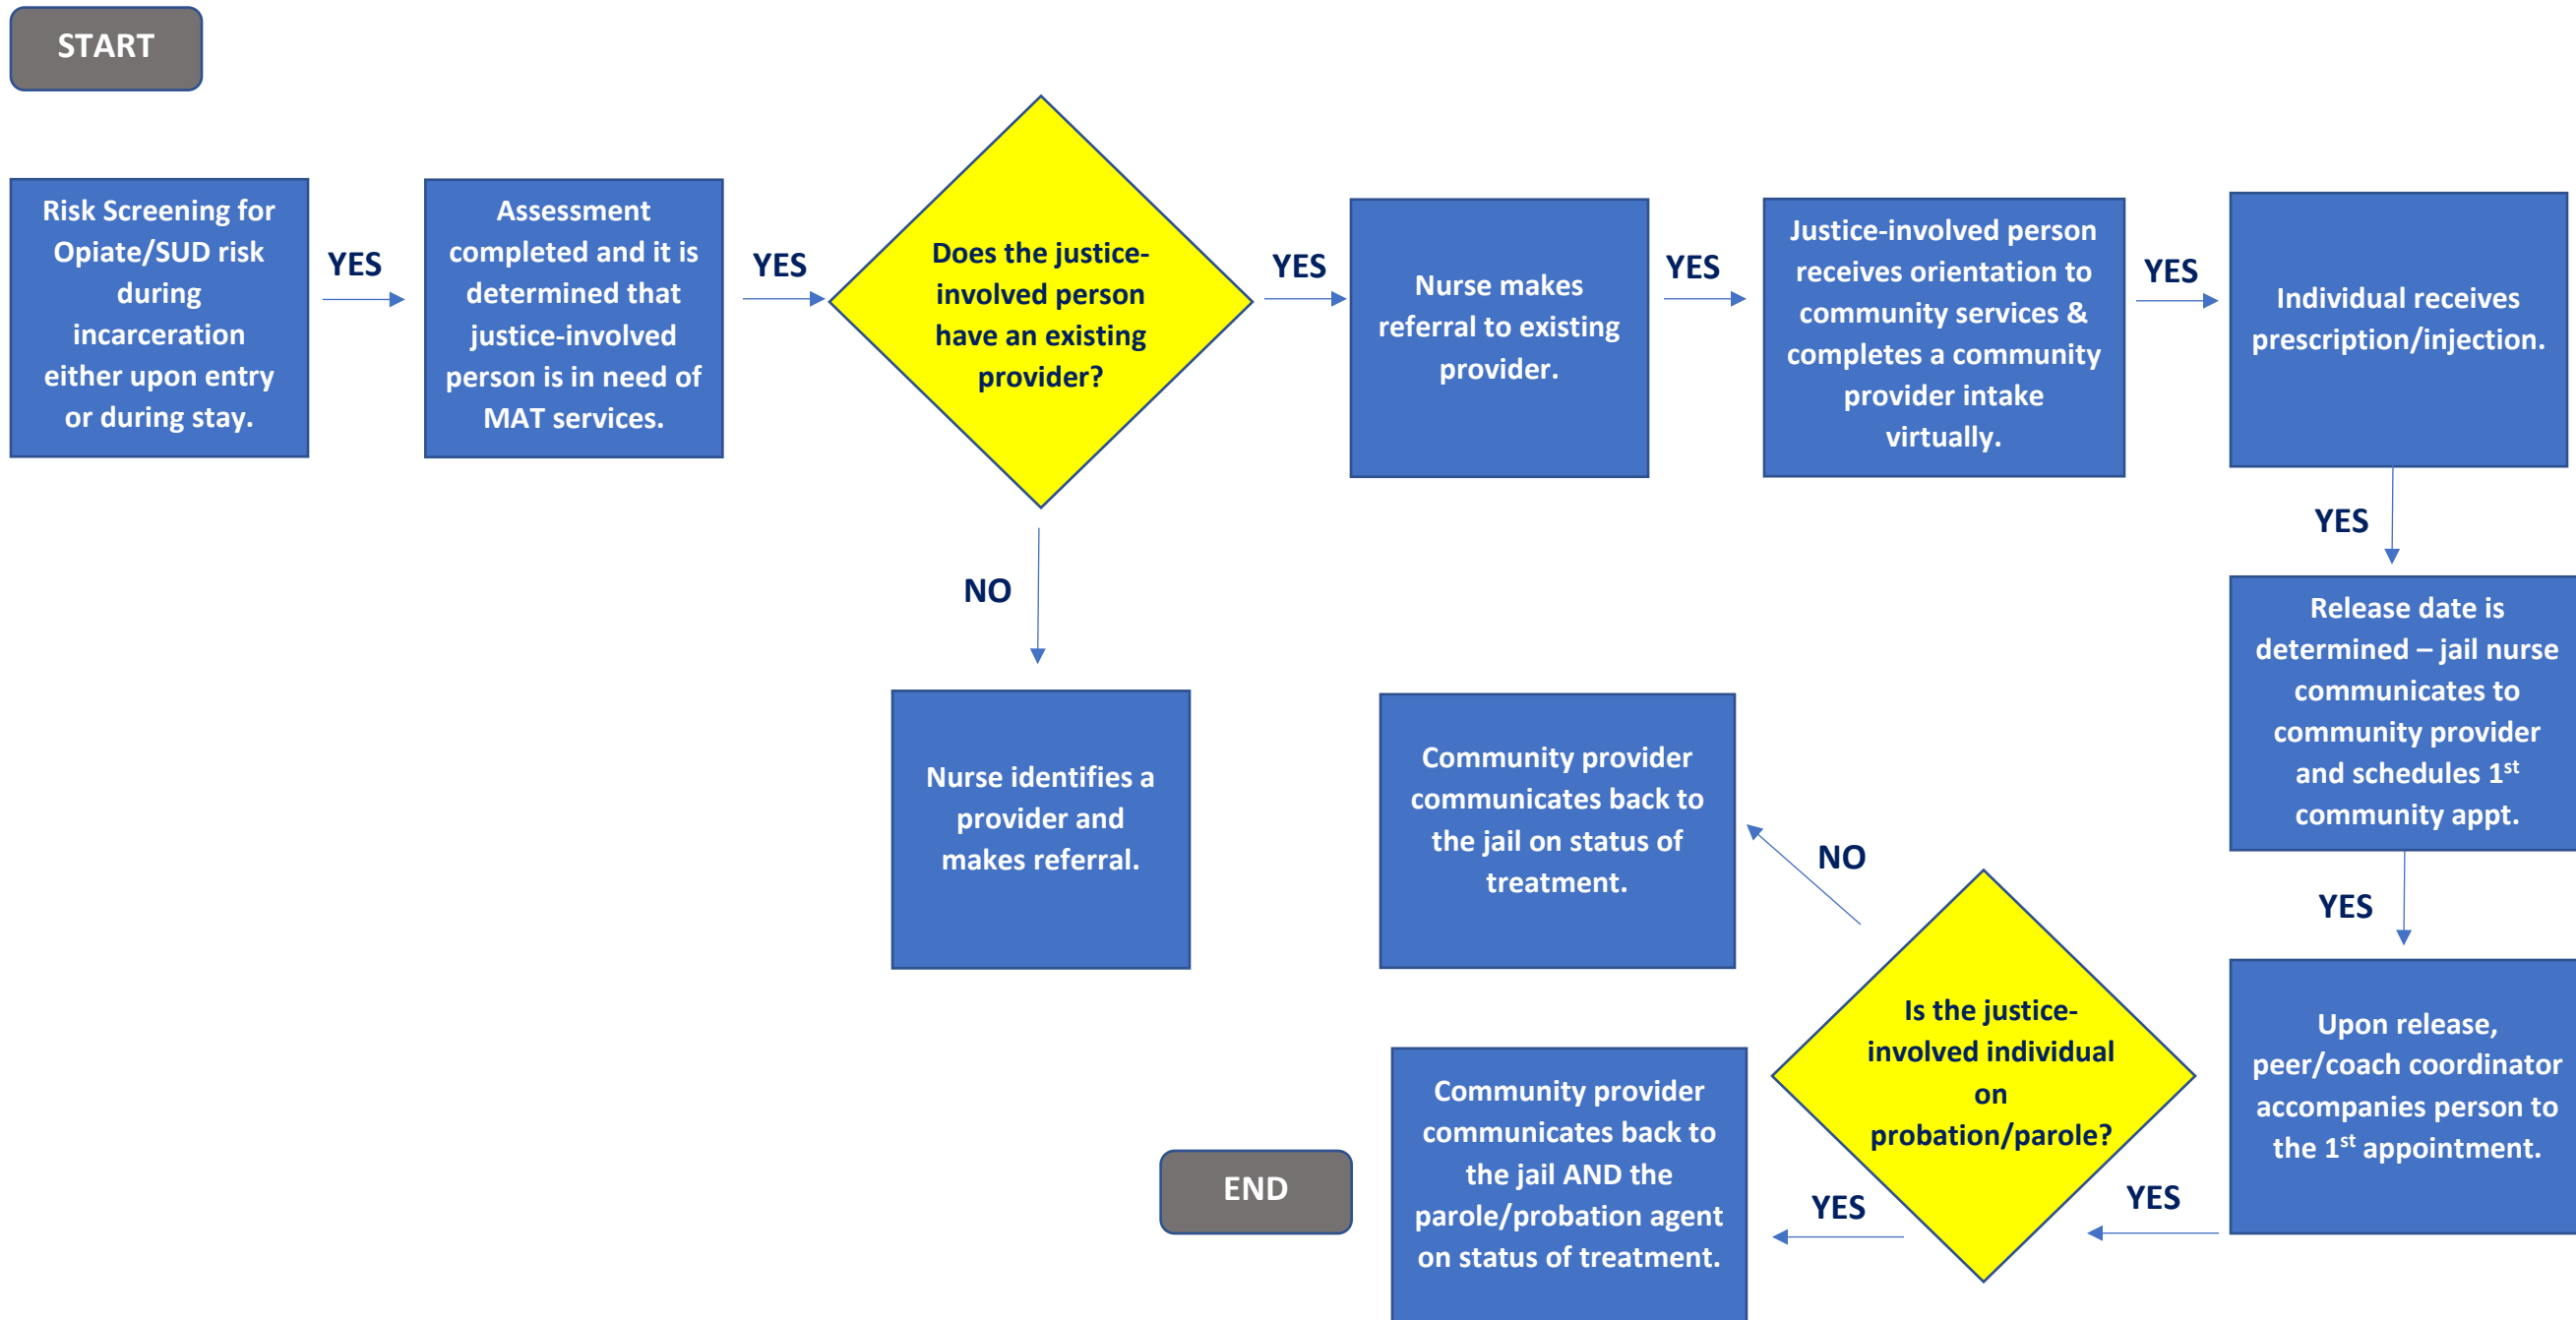 START
Risk Screening for
Opiate/SUD risk
during
incarceration
either upon entry
or during stay.
YES
Assessment
completed and it is
determined that
justice-involved
person is in need of
MAT services.
YES
Does the justice-
involved person
have an existing
provider?
YES
Nurse makes
referral to existing
provider.
YES
Justice-involved person
receives orientation to
community services &
completes a community
provider intake
virtually.
YES
Individual receives
prescription/injection.
YES
NO
Release date is
determined – jail nurse
communicates to
community provider
and schedules 1st
community appt.
Nurse identifies a
provider and
makes referral.
Community provider
communicates back to
the jail on status of
treatment.
NO
YES
Is the justice-
involved individual
on
probation/parole?
Upon release,
peer/coach coordinator
accompanies person to
the 1st appointment.
YES
YES
Community provider
communicates back to
the jail AND the
parole/probation agent
on status of treatment.
END